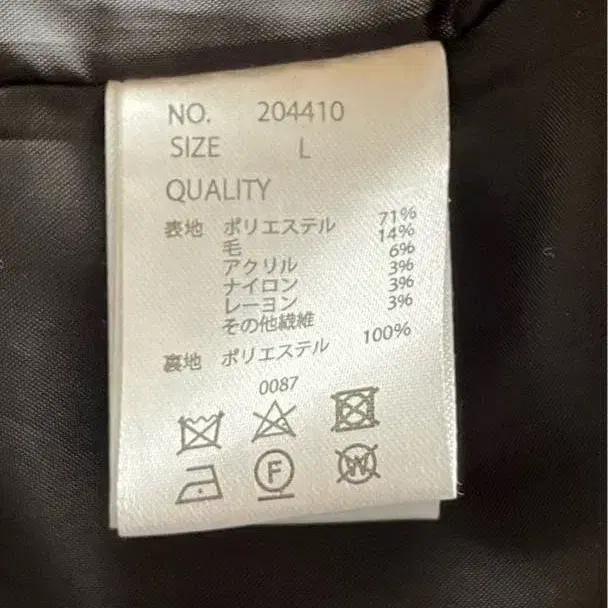 NO. 204410
SIZE L
QUALITY
表地 ポリエステル 71%
毛 14%
アクリル 6%
ナイロン 3%
レーヨン 3%
その他繊維 3%
裏地 ポリエステル 100%
0087
F
W